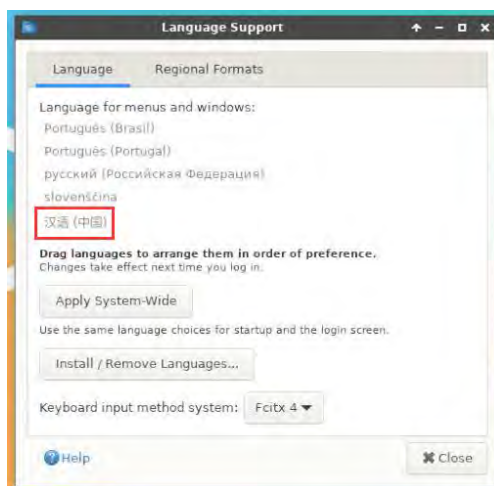 Language Support
Language Regional Formats
Language for menus and windows:
Português (Brasil)
Português (Portugal)
русский (Российская Федерация)
slovenščina
汉语 (中国)
Drag languages to arrange them in order of preference.
Changes take effect next time you log in.
Apply System-Wide
Use the same language choices for startup and the login screen.
Install / Remove Languages...
Keyboard input method system: Fcitx 4
Help Close